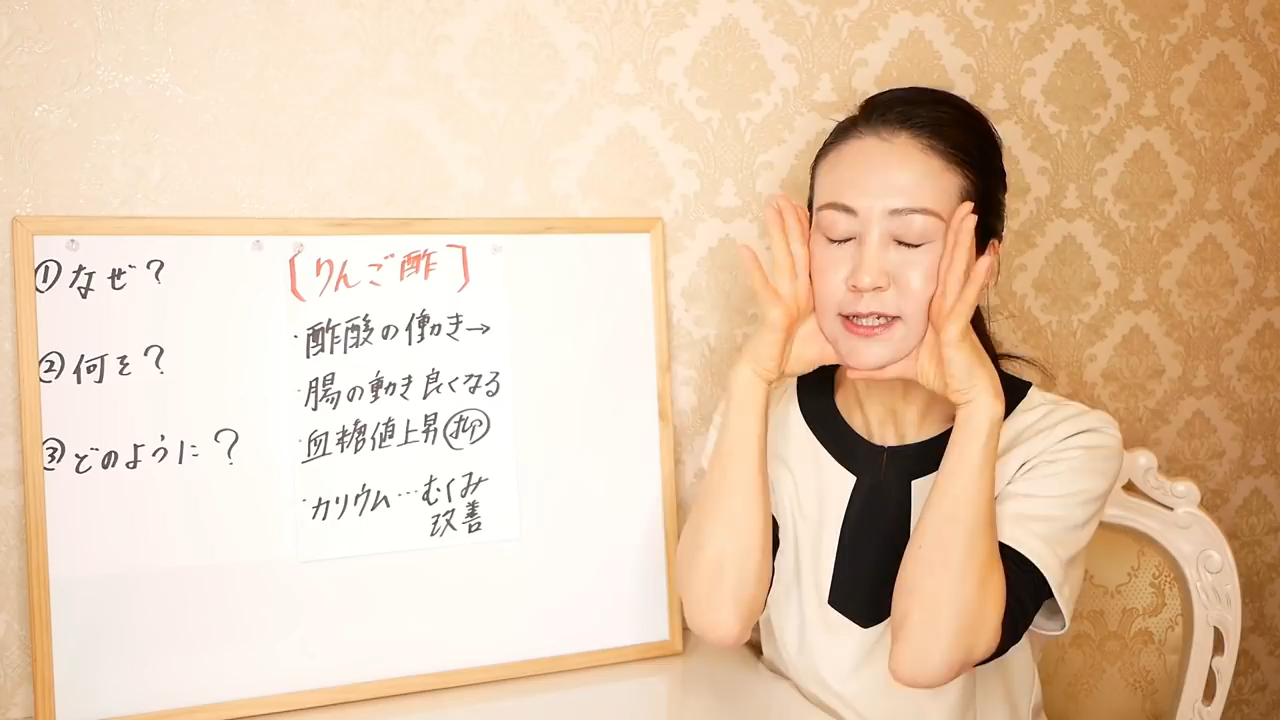 ①なぜ?
②何を?
③どのように?
【りんご酢】
・酢酸の働き→
・腸の動き良くなる
・血糖値上昇㊥抑
・カリウム…むくみ
改善